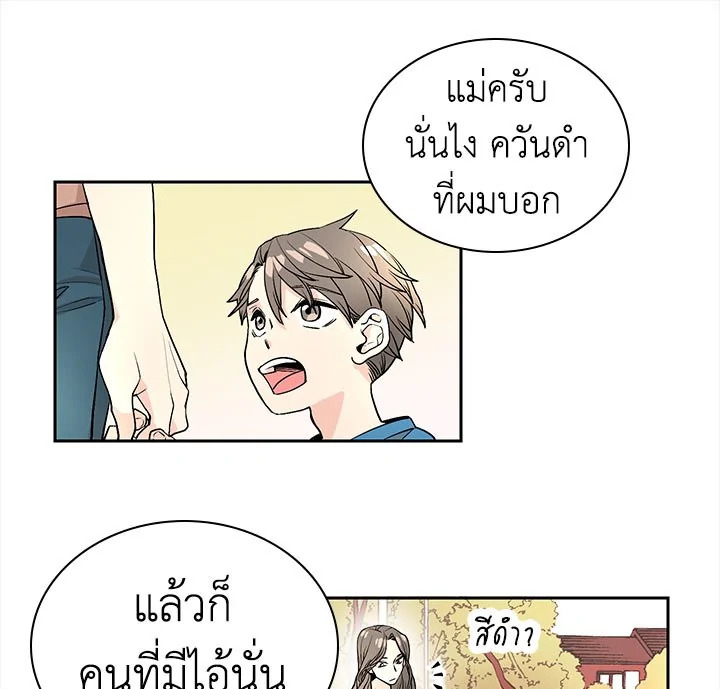 แม่ครับ
นั่นไง ควันดำ
ที่ผมบอก
แล้วก็
คนที่มีไอ้นั่น
สีดำ?